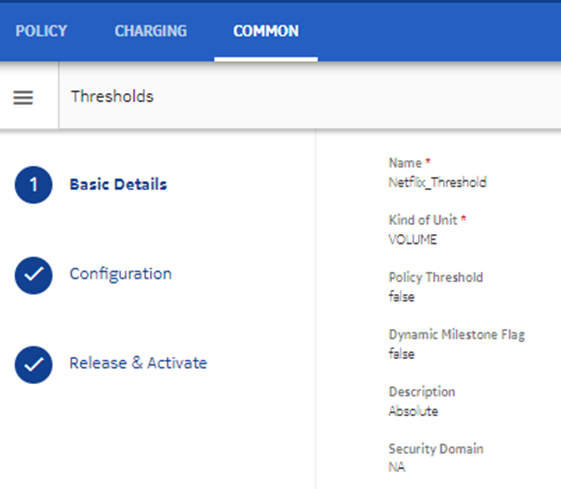 POLICY CHARGING COMMON
Thresholds
1 Basic Details
Configuration
Release & Activate
Name *
Netflix_Threshold
Kind of Unit *
VOLUME
Policy Threshold
false
Dynamic Milestone Flag
false
Description
Absolute
Security Domain
NA